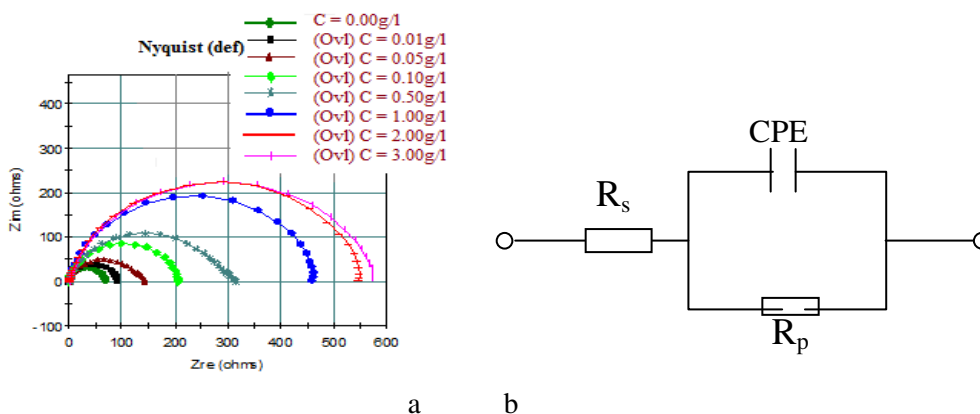 Nyquist (def)
C = 0.00g/l
(Ovl) C = 0.01g/l
(Ovl) C = 0.05g/l
(Ovl) C = 0.10g/l
(Ovl) C = 0.50g/l
(Ovl) C = 1.00g/l
(Ovl) C = 2.00g/l
(Ovl) C = 3.00g/l
Zim (ohms)
400
300
200
100
0
-100
0 100 200 300 400 500 600
Zre (ohms)
CPE
Rs
Rp
a b